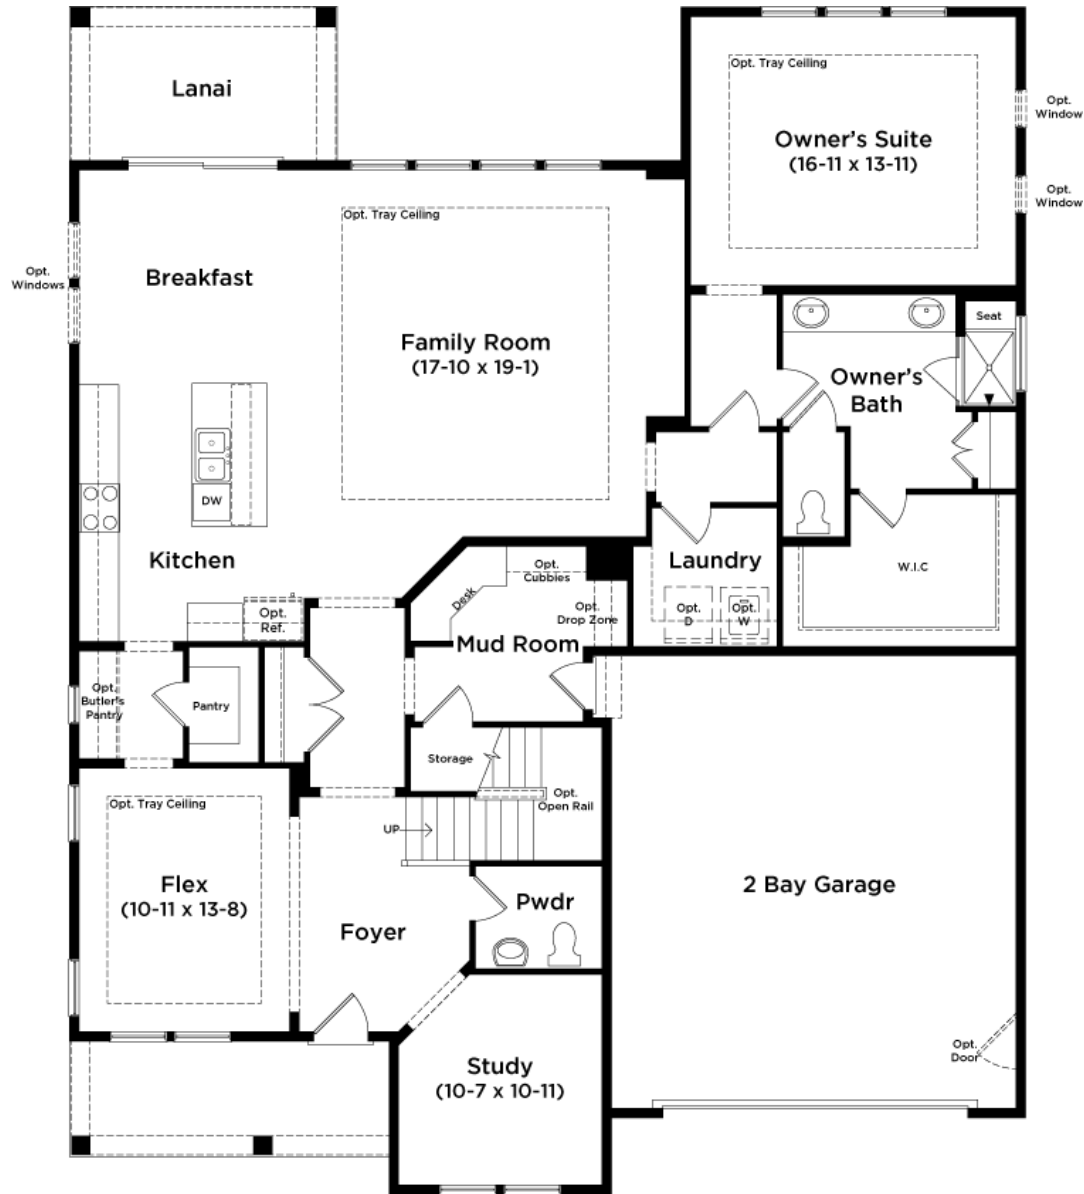 Lanai
Opt. Tray Ceiling
Owner's Suite
(16-11 x 13-11)
Opt.
Window
Opt.
Window
Opt. Tray Ceiling
Opt.
Windows
Breakfast
Family Room
(17-10 x 19-1)
Seat
Owner's
Bath
DW
Kitchen
Opt.
Cubbies
Laundry
W.I.C
Desk
Opt.
Ref.
Opt.
Drop Zone
Opt.
D
Opt.
W
Mud Room
Opt.
Butler's
Pantry
Pantry
Storage
Opt.
Open Rail
Opt. Tray Ceiling
UP
Flex
(10-11 x 13-8)
Foyer
Pwdr
2 Bay Garage
Opt.
Door
Study
(10-7 x 10-11)